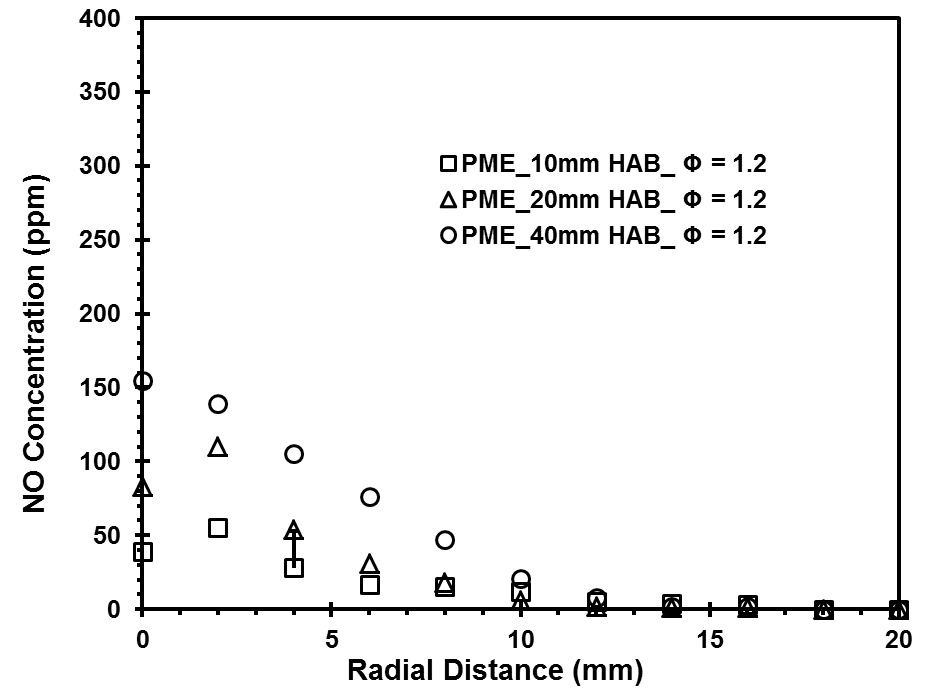 400
350
300
250
200
150
100
50
0
NO Concentration (ppm)
PME_10mm HAB_ Φ = 1.2
PME_20mm HAB_ Φ = 1.2
PME_40mm HAB_ Φ = 1.2
0 5 10 15 20
Radial Distance (mm)